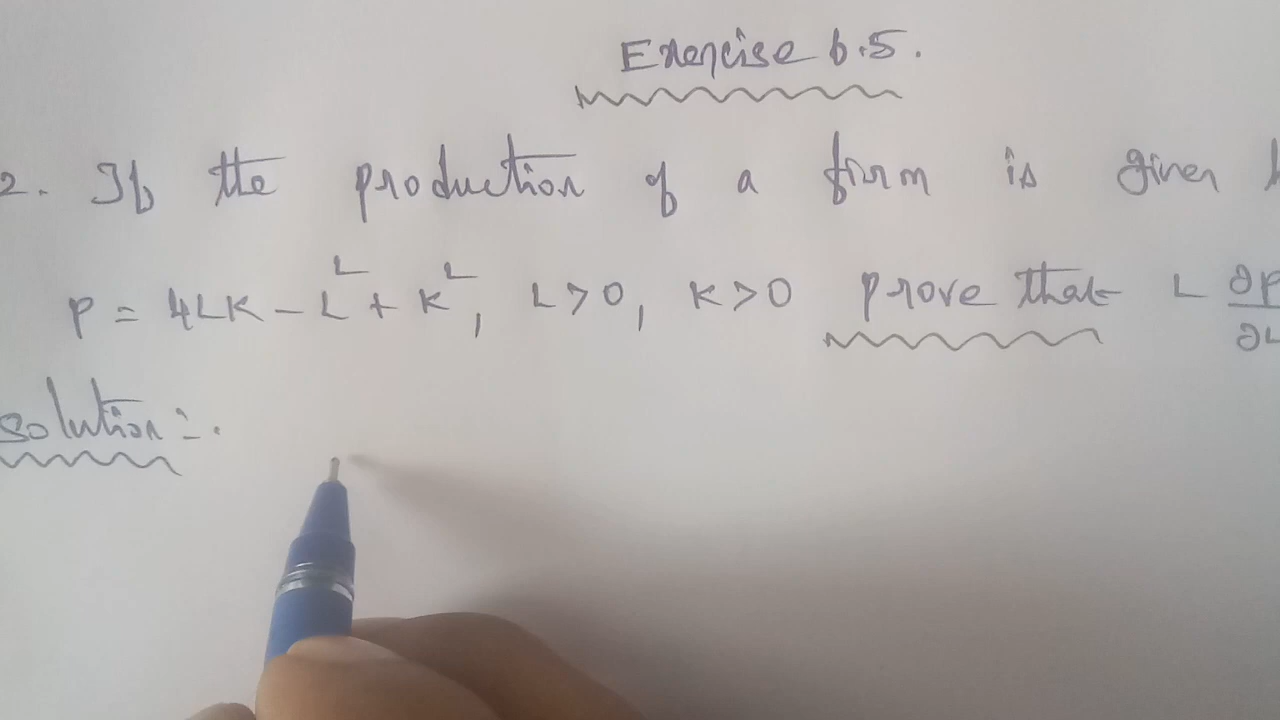 Exercise 6.5.
2. If the production of a firm is given
P = 4LK - L² + K², L > 0, K > 0 prove that L ∂P/∂L
solution :-.